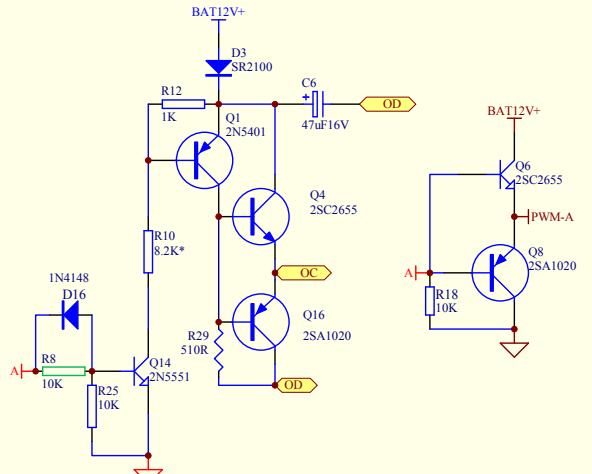 BAT12V+
D3
SR2100
R12
1K
C6
+
47uF16V
OD
Q1
2N5401
BAT12V+
Q6
2SC2655
Q4
2SC2655
PWM-A
R10
8.2K*
OC
A
Q8
2SA1020
1N4148
D16
R18
10K
Q16
2SA1020
R29
510R
A
R8
10K
Q14
2N5551
R25
10K
OD